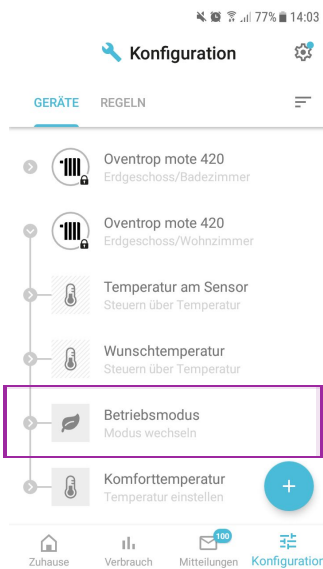 77% 14:03
Konfiguration
GERÄTE REGELN
Oventrop mote 420
Erdgeschoss/Badezimmer
Oventrop mote 420
Erdgeschoss/Wohnzimmer
Temperatur am Sensor
Steuern über Temperatur
Wunschtemperatur
Steuern über Temperatur
Betriebsmodus
Modus wechseln
Komforttemperatur
Temperatur einstellen
+
100
Zuhause Verbrauch Mitteilungen Konfiguration